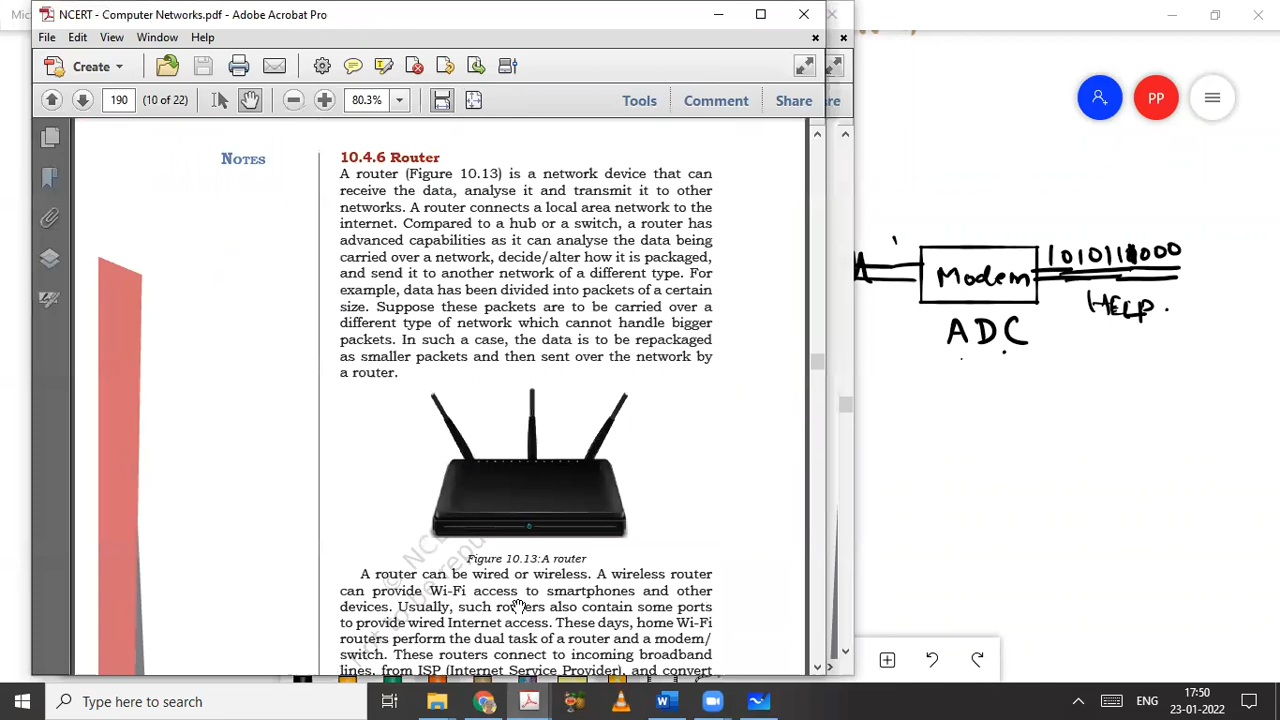 NCERT - Computer Networks.pdf - Adobe Acrobat Pro
File Edit View Window Help
Create
190 (10 of 22) 80.3% Tools Comment Share re
PP
NOTES
10.4.6 Router
A router (Figure 10.13) is a network device that can
receive the data, analyse it and transmit it to other
networks. A router connects a local area network to the
internet. Compared to a hub or a switch, a router has
advanced capabilities as it can analyse the data being
carried over a network, decide/alter how it is packaged,
and send it to another network of a different type. For
example, data has been divided into packets of a certain
size. Suppose these packets are to be carried over a
different type of network which cannot handle bigger
packets. In such a case, the data is to be repackaged
as smaller packets and then sent over the network by
a router.
Figure 10.13:A router
A router can be wired or wireless. A wireless router
can provide Wi-Fi access to smartphones and other
devices. Usually, such routers also contain some ports
to provide wired Internet access. These days, home Wi-Fi
routers perform the dual task of a router and a modem/
switch. These routers connect to incoming broadband
lines, from ISP (Internet Service Provider), and convert
© NCE
not to be repu
Modem
HELP.
ADC
Type here to search
ENG
17:50
23-01-2022